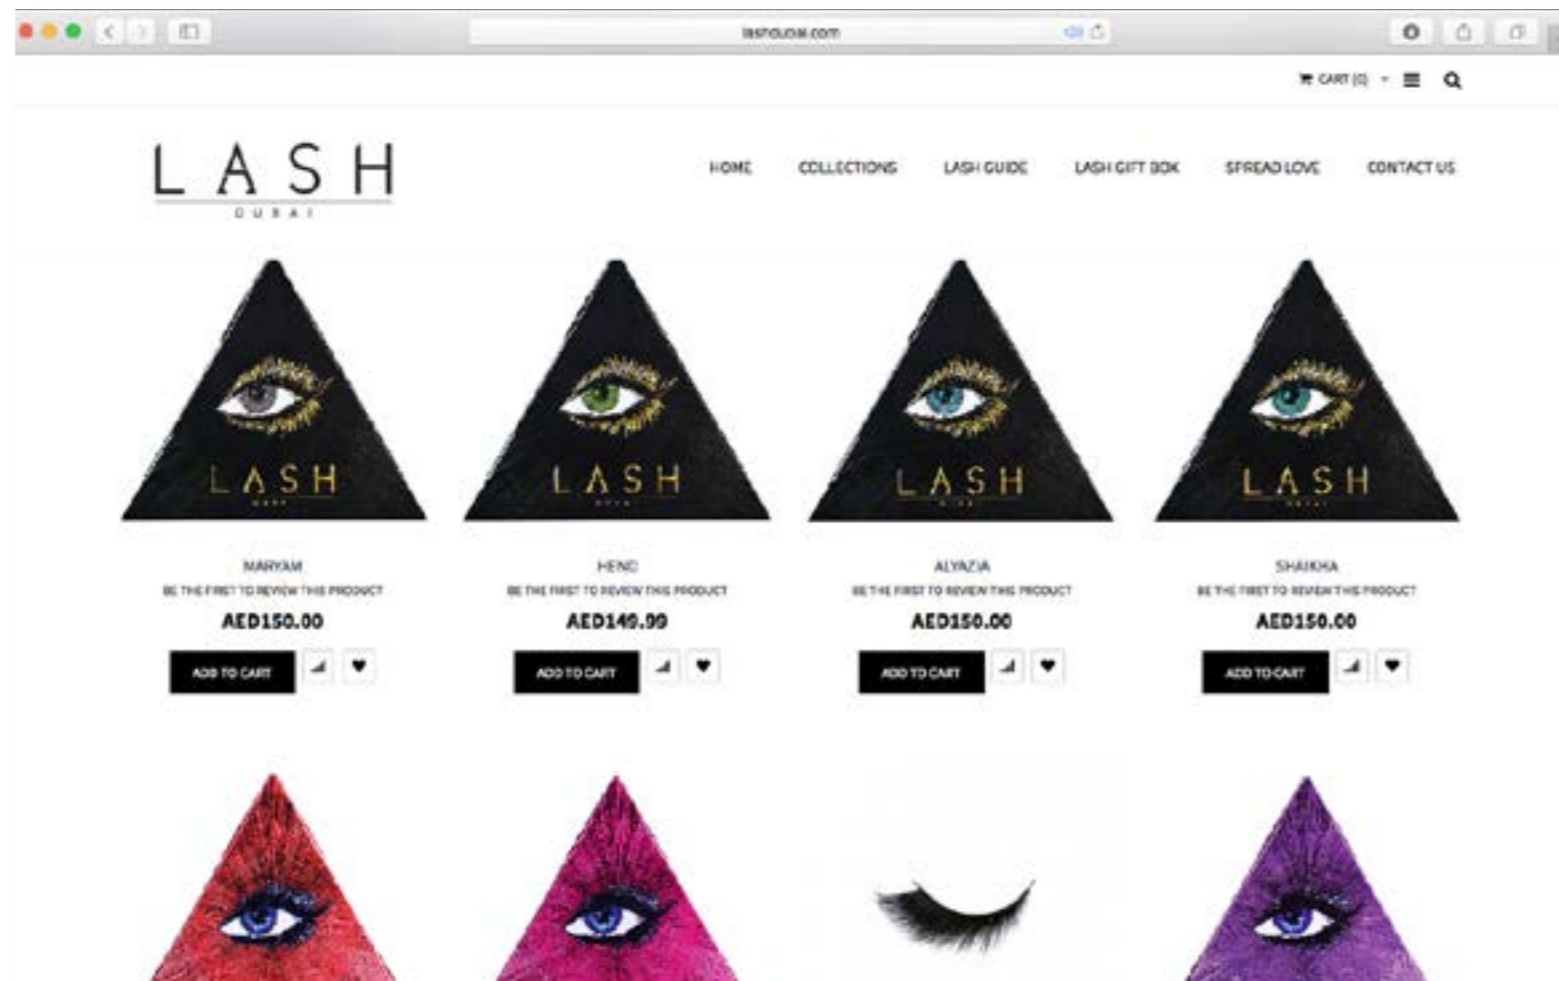 lashdubai.com
CART (0)
LASH
DUBAI
HOME COLLECTIONS LASH GUIDE LASH GIFT BOX SPREAD LOVE CONTACT US
LASH LASH LASH LASH
DUBAI
MARYAM HEND ALYAZIA SHAIKHA
BE THE FIRST TO REVIEW THIS PRODUCT BE THE FIRST TO REVIEW THIS PRODUCT BE THE FIRST TO REVIEW THIS PRODUCT BE THE FIRST TO REVIEW THIS PRODUCT
AED150.00 AED149.99 AED150.00 AED150.00
ADD TO CART ADD TO CART ADD TO CART ADD TO CART